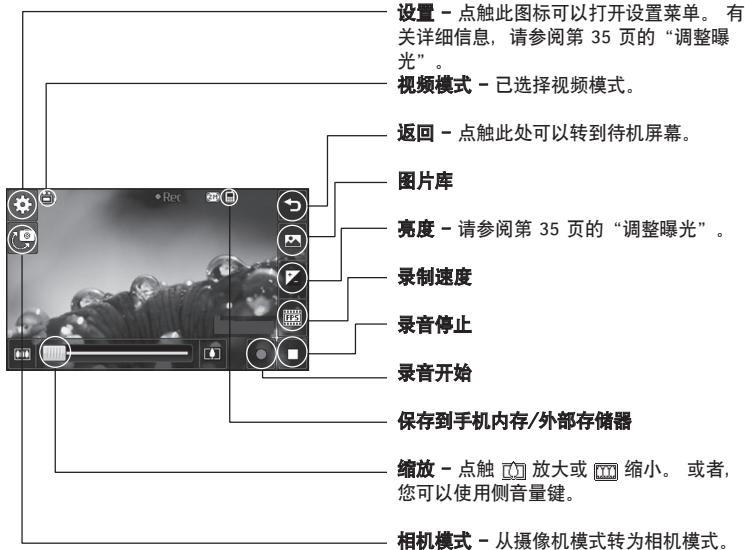 设置 – 点触此图标可以打开设置菜单。 有
关详细信息, 请参阅第 35 页的“调整曝
光”。
视频模式 – 已选择视频模式。
返回 – 点触此处可以转到待机屏幕。
图片库
亮度 – 请参阅第 35 页的“调整曝光”。
录制速度
录音停止
录音开始
保存到手机内存/外部存储器
缩放 – 点触 放大或 缩小。 或者,
您可以使用侧音量键。
相机模式 – 从摄像机模式转为相机模式。
Rec
2M
FPS